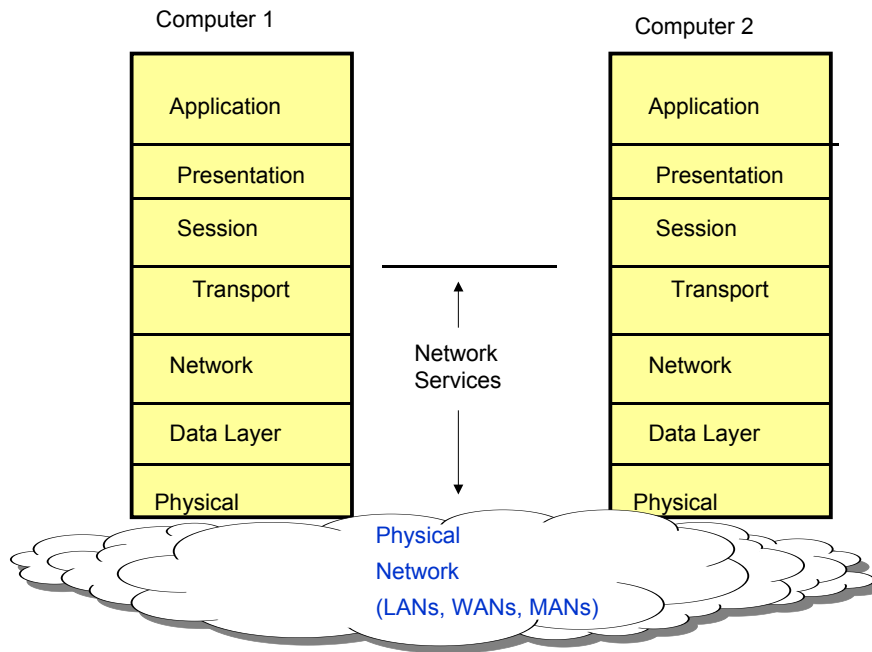 Computer 1
Application
Presentation
Session
Transport
Network
Data Layer
Physical
Network
Services
Computer 2
Application
Presentation
Session
Transport
Network
Data Layer
Physical
Physical
Network
(LANs, WANs, MANs)